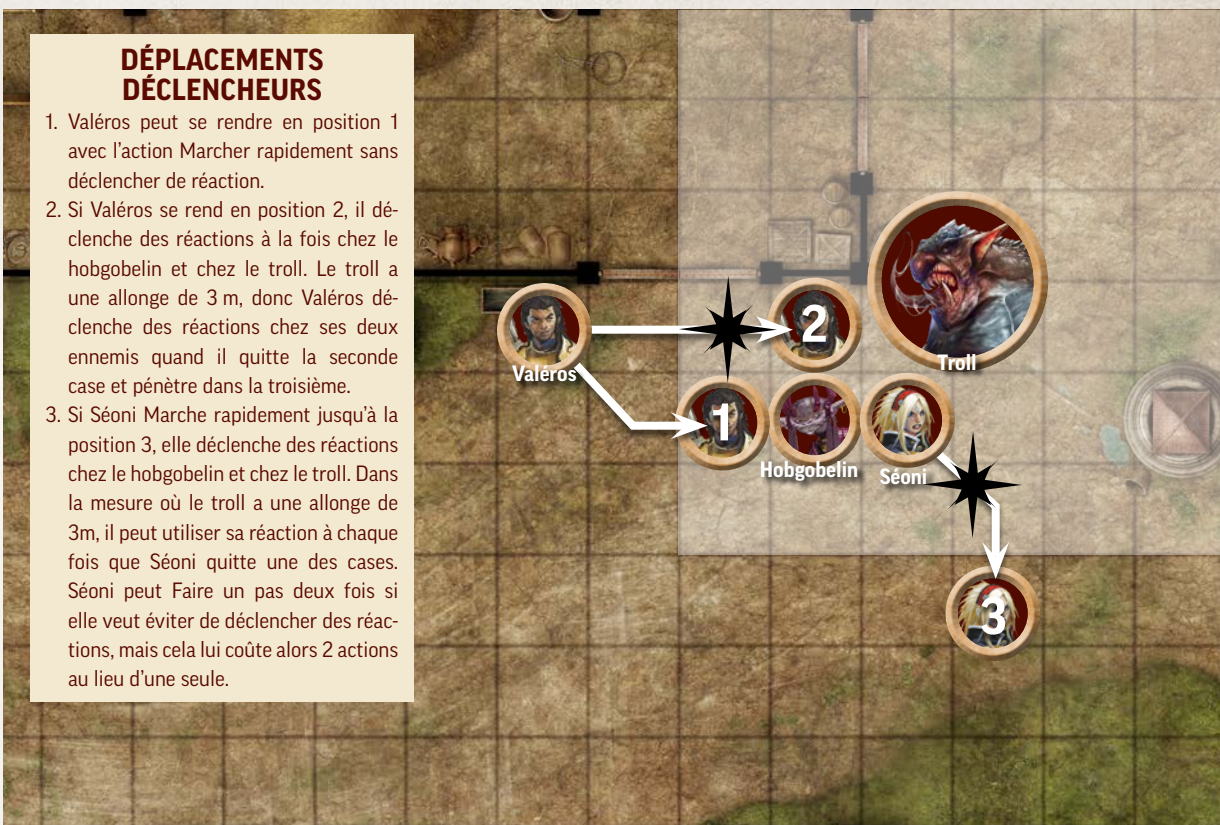 DÉPLACEMENTS
DÉCLENCHEURS
1. Valéros peut se rendre en position 1
avec l'action Marcher rapidement sans
déclencher de réaction.
2. Si Valéros se rend en position 2, il dé-
clenche des réactions à la fois chez le
hobgobelin et chez le troll. Le troll a
une allonge de 3 m, donc Valéros dé-
clenche des réactions chez ses deux
ennemis quand il quitte la seconde
case et pénètre dans la troisième.
3. Si Séoni Marche rapidement jusqu'à la
position 3, elle déclenche des réactions
chez le hobgobelin et chez le troll. Dans
la mesure où le troll a une allonge de
3m, il peut utiliser sa réaction à chaque
fois que Séoni quitte une des cases.
Séoni peut Faire un pas deux fois si
elle veut éviter de déclencher des réac-
tions, mais cela lui coûte alors 2 actions
au lieu d'une seule.
2
Valéros
Troll
1
Hobgobelin
Séoni
3